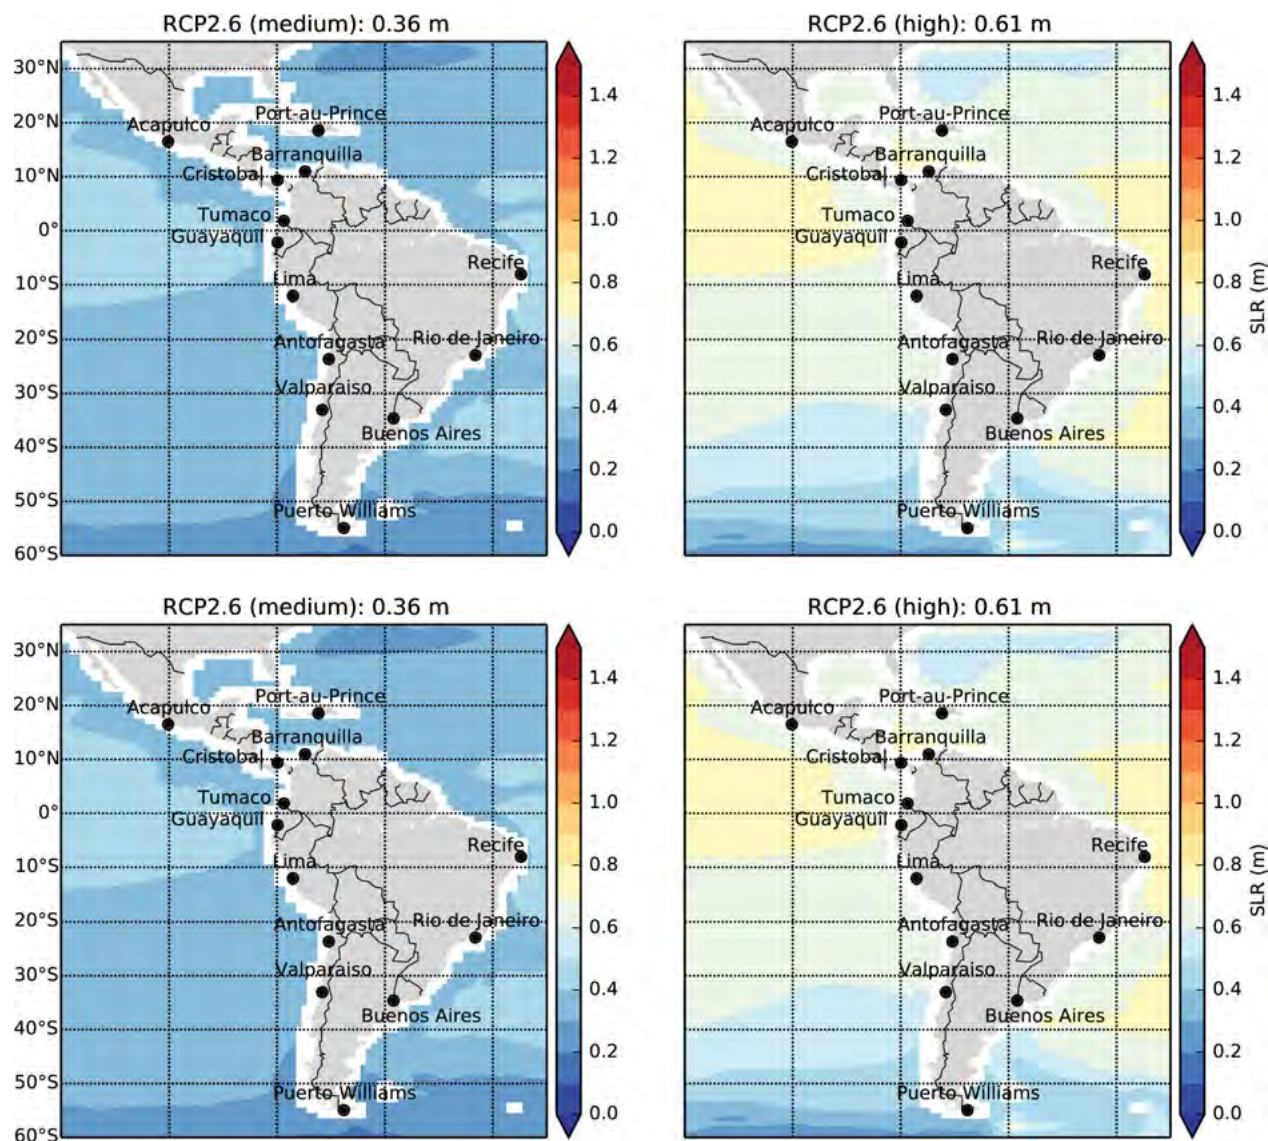 RCP2.6 (medium): 0.36 m
30°N
20°N
10°N
0°
10°S
20°S
30°S
40°S
50°S
60°S
Port-au-Prince
Acapulco
Barranquilla
Cristobal
Tumaco
Guayaquil
Recife
Lima
Rio de Janeiro
Antofagasta
Valparaiso
Buenos Aires
Puerto Williams
1.4
1.2
1.0
0.8
0.6
0.4
0.2
0.0
RCP2.6 (high): 0.61 m
Port-au-Prince
Acapulco
Barranquilla
Cristobal
Tumaco
Guayaquil
Recife
Lima
Rio de Janeiro
Antofagasta
Valparaiso
Buenos Aires
Puerto Williams
1.4
1.2
1.0
0.8
0.6
0.4
0.2
0.0
SLR (m)
RCP2.6 (medium): 0.36 m
30°N
20°N
10°N
0°
10°S
20°S
30°S
40°S
50°S
60°S
Port-au-Prince
Acapulco
Barranquilla
Cristobal
Tumaco
Guayaquil
Recife
Lima
Rio de Janeiro
Antofagasta
Valparaiso
Buenos Aires
Puerto Williams
1.4
1.2
1.0
0.8
0.6
0.4
0.2
0.0
RCP2.6 (high): 0.61 m
Port-au-Prince
Acapulco
Barranquilla
Cristobal
Tumaco
Guayaquil
Recife
Lima
Rio de Janeiro
Antofagasta
Valparaiso
Buenos Aires
Puerto Williams
1.4
1.2
1.0
0.8
0.6
0.4
0.2
0.0
SLR (m)